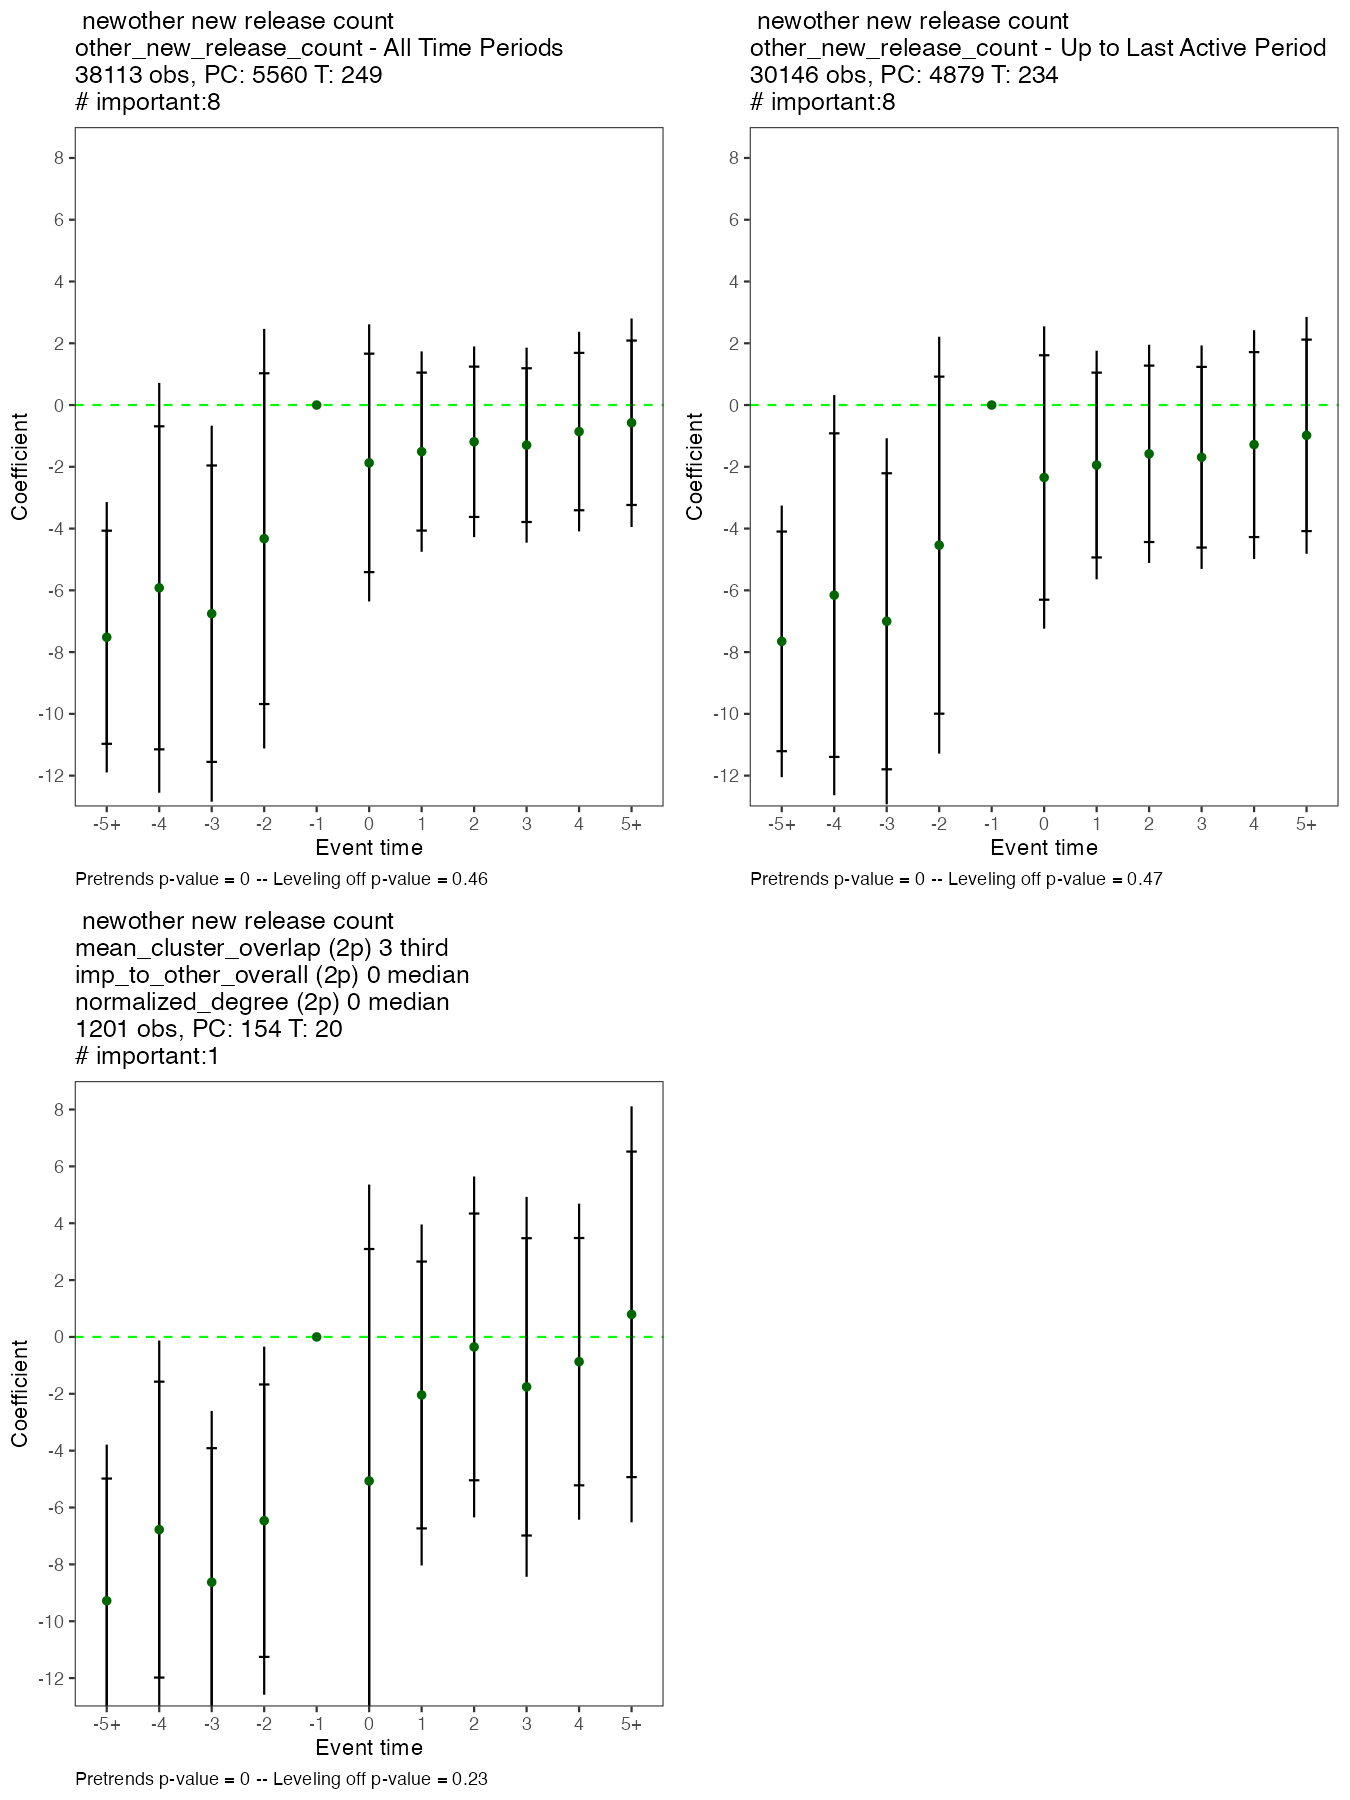 newother new release count
other_new_release_count - All Time Periods
38113 obs, PC: 5560 T: 249
# important:8
8
6
4
2
0
-2
-4
-6
-8
-10
-12
Coefficient
-5+ -4 -3 -2 -1 0 1 2 3 4 5+
Event time
Pretrends p-value = 0 -- Leveling off p-value = 0.46
newother new release count
other_new_release_count - Up to Last Active Period
30146 obs, PC: 4879 T: 234
# important:8
8
6
4
2
0
-2
-4
-6
-8
-10
-12
Coefficient
-5+ -4 -3 -2 -1 0 1 2 3 4 5+
Event time
Pretrends p-value = 0 -- Leveling off p-value = 0.47
newother new release count
mean_cluster_overlap (2p) 3 third
imp_to_other_overall (2p) 0 median
normalized_degree (2p) 0 median
1201 obs, PC: 154 T: 20
# important:1
8
6
4
2
0
-2
-4
-6
-8
-10
-12
Coefficient
-5+ -4 -3 -2 -1 0 1 2 3 4 5+
Event time
Pretrends p-value = 0 -- Leveling off p-value = 0.23